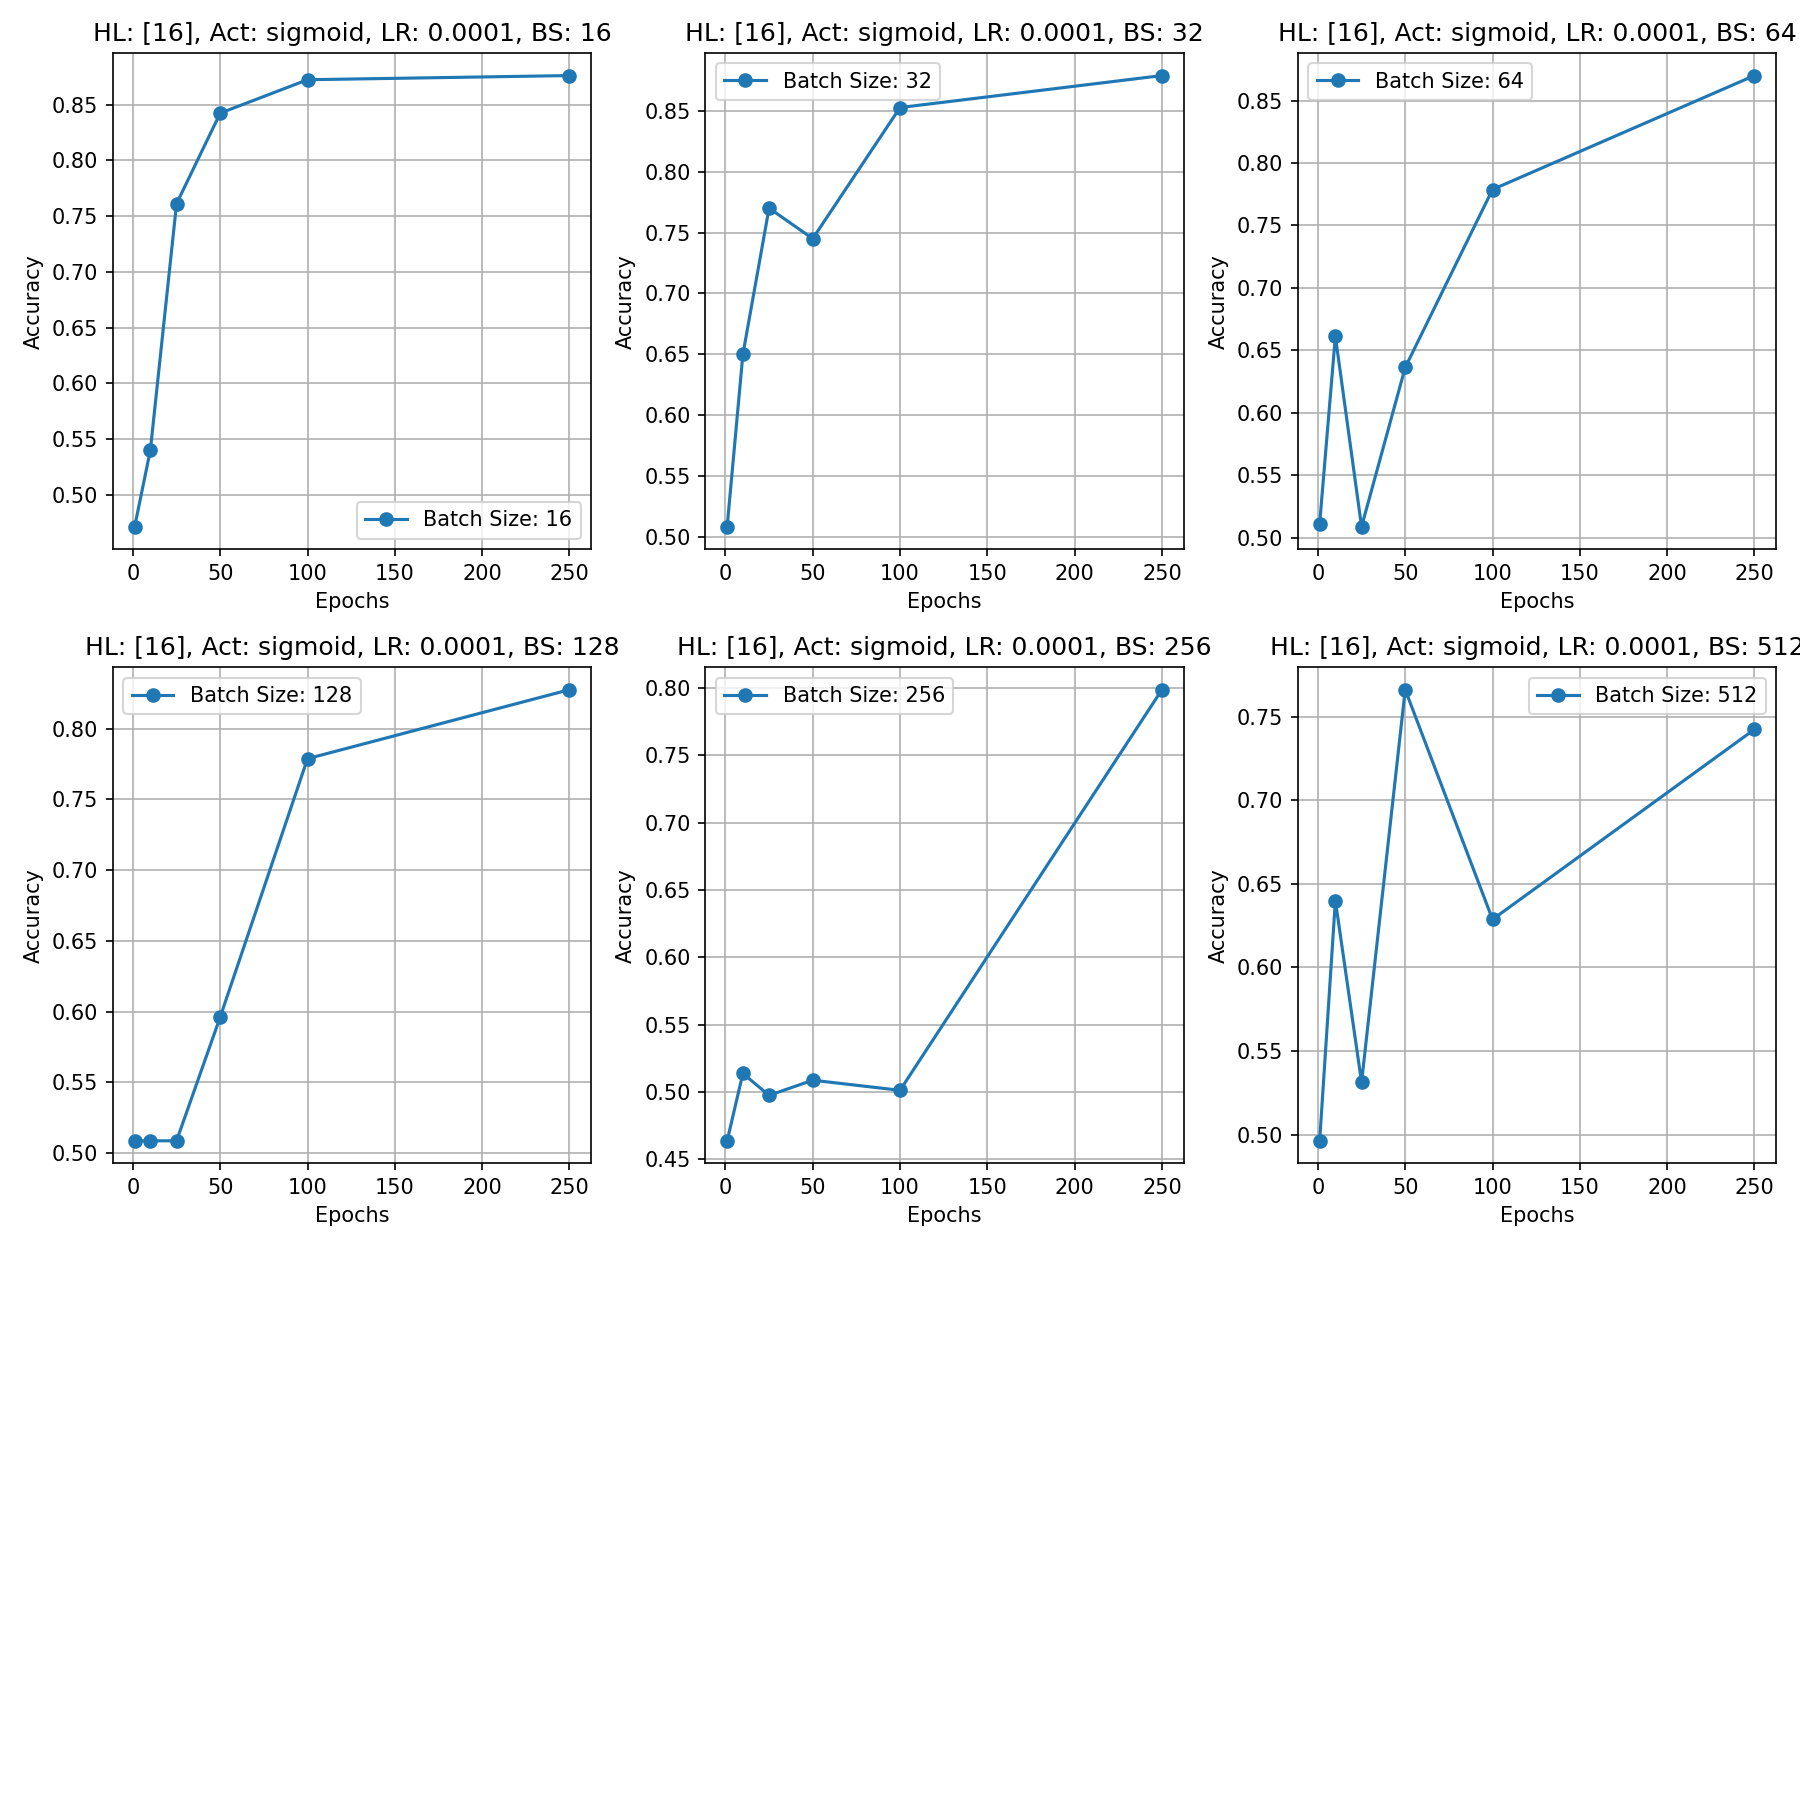 HL: [16], Act: sigmoid, LR: 0.0001, BS: 16
Accuracy
0.85
0.80
0.75
0.70
0.65
0.60
0.55
0.50
Batch Size: 16
0 50 100 150 200 250
Epochs
HL: [16], Act: sigmoid, LR: 0.0001, BS: 32
Accuracy
Batch Size: 32
0.85
0.80
0.75
0.70
0.65
0.60
0.55
0.50
0 50 100 150 200 250
Epochs
HL: [16], Act: sigmoid, LR: 0.0001, BS: 64
Accuracy
Batch Size: 64
0.85
0.80
0.75
0.70
0.65
0.60
0.55
0.50
0 50 100 150 200 250
Epochs
HL: [16], Act: sigmoid, LR: 0.0001, BS: 128
Accuracy
Batch Size: 128
0.80
0.75
0.70
0.65
0.60
0.55
0.50
0 50 100 150 200 250
Epochs
HL: [16], Act: sigmoid, LR: 0.0001, BS: 256
Accuracy
Batch Size: 256
0.80
0.75
0.70
0.65
0.60
0.55
0.50
0.45
0 50 100 150 200 250
Epochs
HL: [16], Act: sigmoid, LR: 0.0001, BS: 512
Accuracy
Batch Size: 512
0.75
0.70
0.65
0.60
0.55
0.50
0 50 100 150 200 250
Epochs